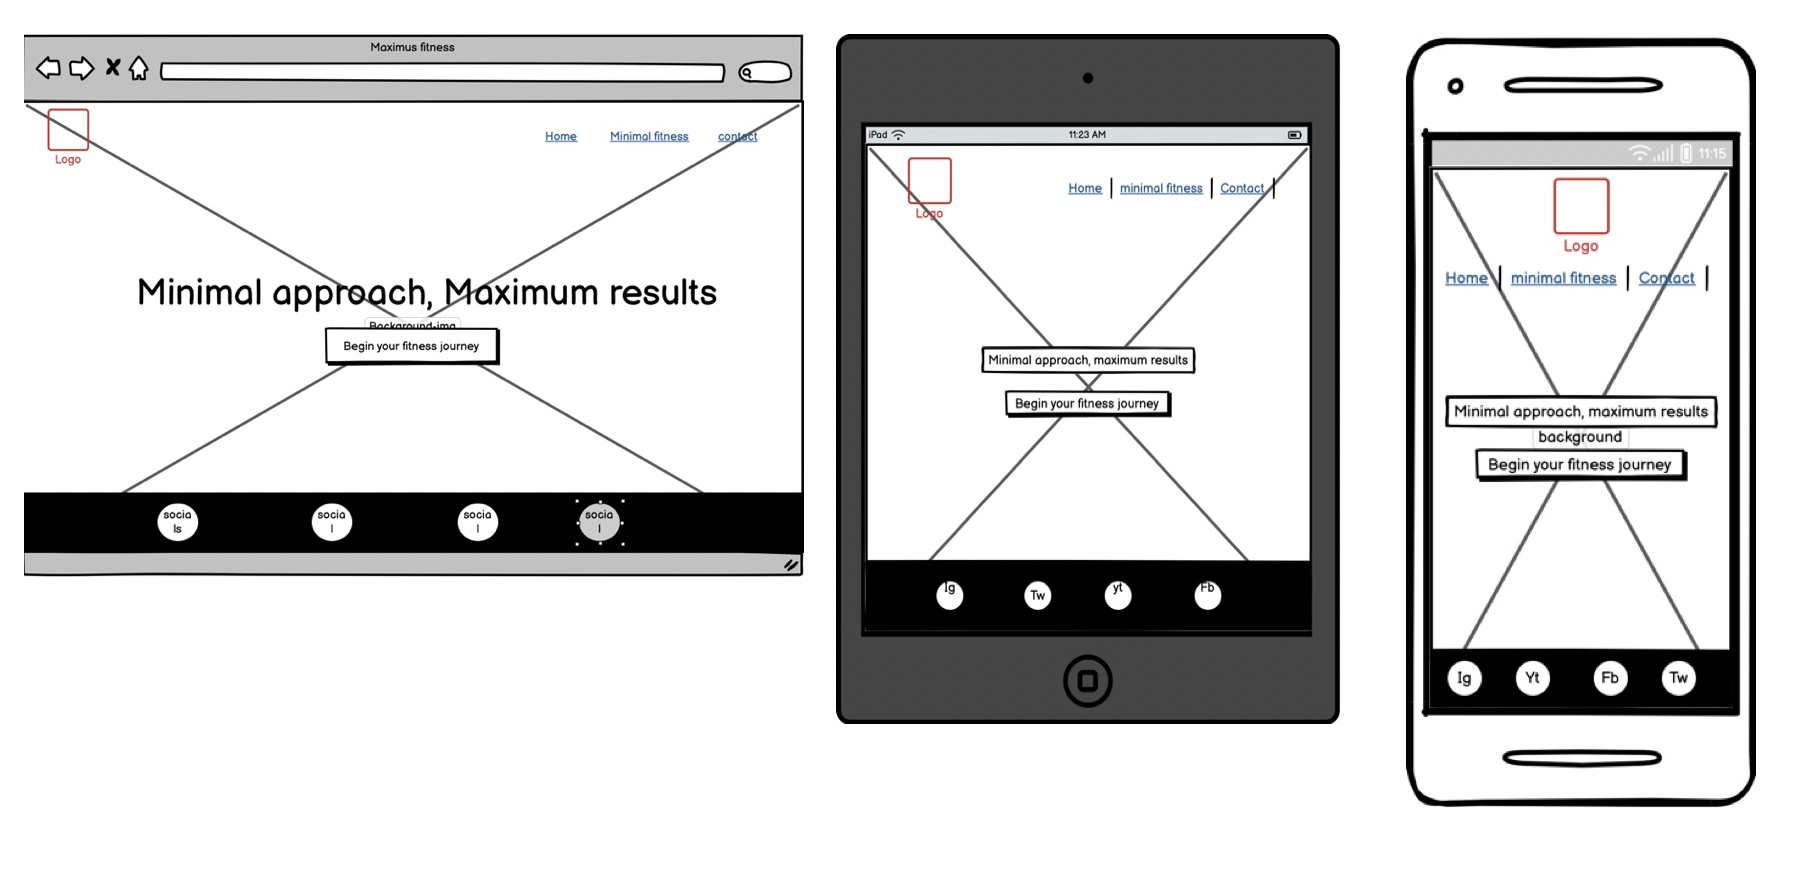 Maximus fitness
Logo
Home Minimal fitness contact
Minimal approach, Maximum results
Background-img
Begin your fitness journey
socia
ls
socia
l
socia
l
socia
l
iPad 11:23 AM
Logo
Home minimal fitness Contact
Minimal approach, maximum results
Begin your fitness journey
Ig Tw yt Fb
11:15
Logo
Home minimal fitness Contact
Minimal approach, maximum results
background
Begin your fitness journey
Ig Yt Fb Tw